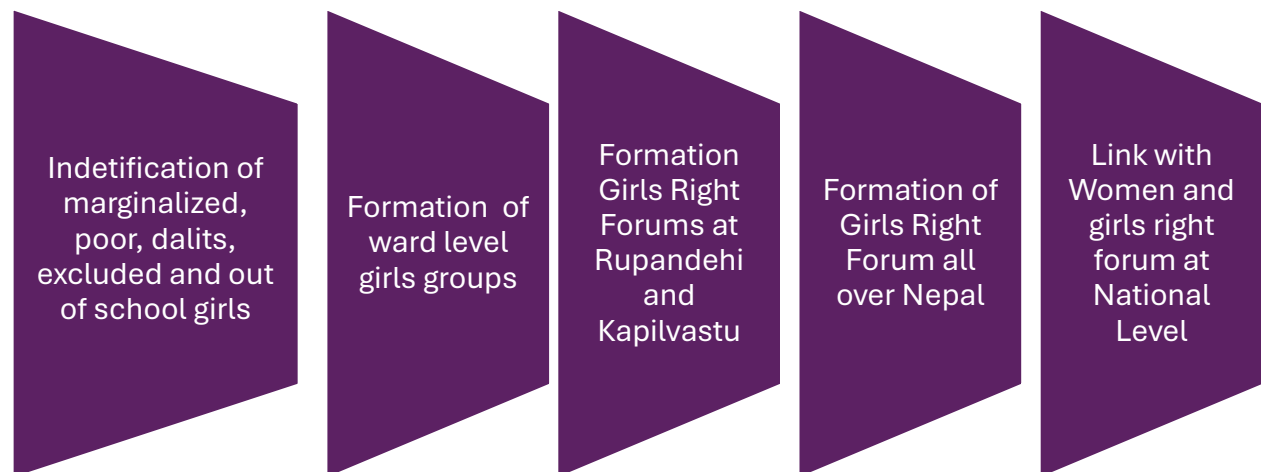 Indetification of
marginalized,
poor, dalits,
excluded and out
of school girls
Formation of
ward level
girls groups
Formation
Girls Right
Forums at
Rupandehi
and
Kapilvastu
Formation of
Girls Right
Forum all
over Nepal
Link with
Women and
girls right
forum at
National
Level